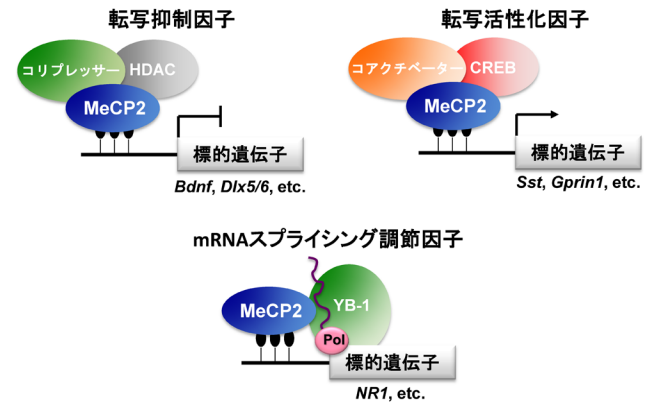 転写抑制因子
コリプレッサー
HDAC
MeCP2
標的遺伝子
Bdnf, Dlx5/6, etc.
転写活性化因子
コアクチベーター
CREB
MeCP2
標的遺伝子
Sst, Gprin1, etc.
mRNAスプライシング調節因子
MeCP2
YB-1
Pol
標的遺伝子
NR1, etc.